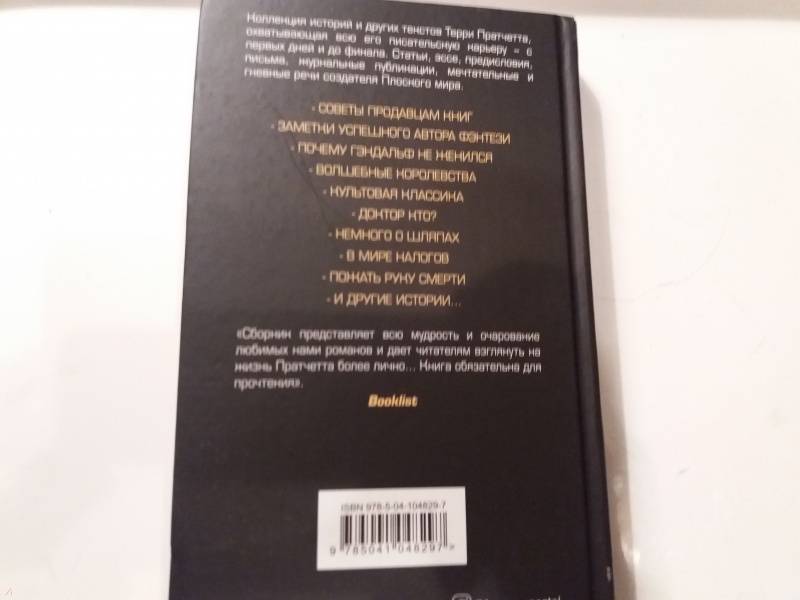 Коллекция историй и других текстов Терри Пратчетта,
охватывающая всю его писательскую карьеру – с
первых дней и до финала. Статьи, эссе, предисловия,
письма, журнальные публикации, мечтательные и
гневные речи создателя Плоского мира.
- СОВЕТЫ ПРОДАВЦАМ КНИГ
- ЗАМЕТКИ УСПЕШНОГО АВТОРА ФЭНТЕЗИ
- ПОЧЕМУ ГЭНДАЛЬФ НЕ ЖЕНИЛСЯ
- ВОЛШЕБНЫЕ КОРОЛЕВСТВА
- КУЛЬТОВАЯ КЛАССИКА
- ДОКТОР КТО?
- НЕМНОГО О ШЛЯПАХ
- В МИРЕ НАЛОГОВ
- ПОЖАТЬ РУКУ СМЕРТИ
- И ДРУГИЕ ИСТОРИИ...
«Сборник представляет всю мудрость и очарование
любимых нами романов и дает читателям взглянуть на
жизнь Пратчетта более лично... Книга обязательна для
прочтения».
Booklist
ISBN 978-5-04-104829-7
9 785041 048297 >